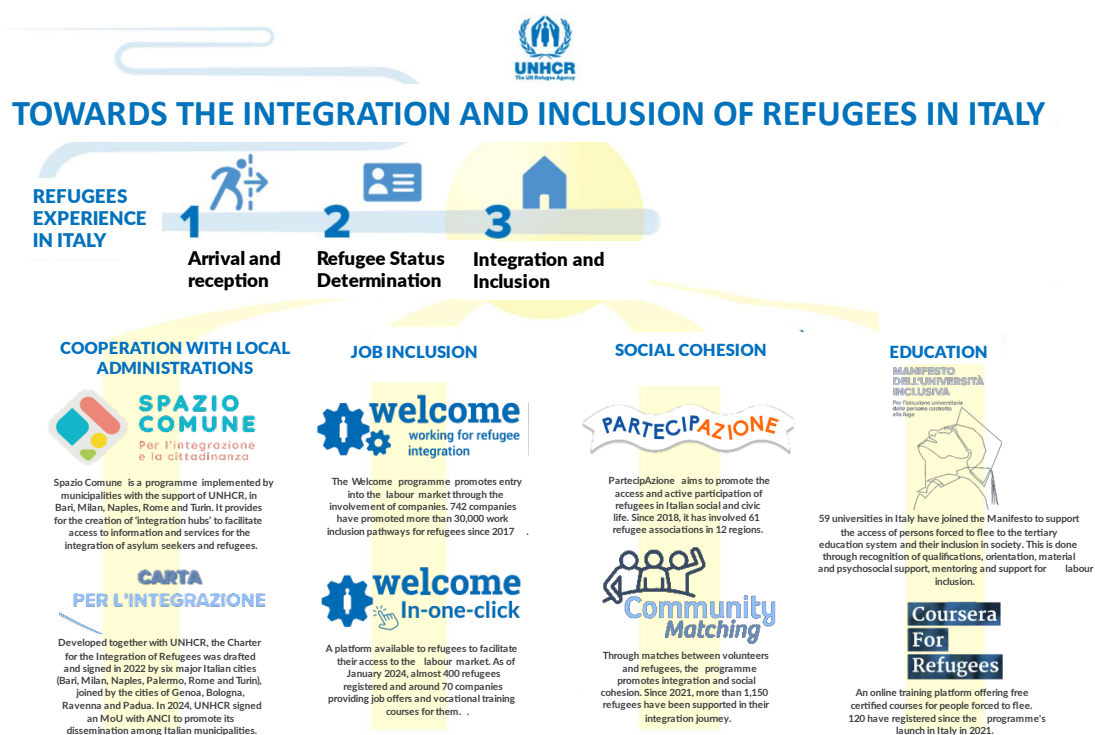 UNHCR
The UN Refugee Agency
TOWARDS THE INTEGRATION AND INCLUSION OF REFUGEES IN ITALY
REFUGEES
EXPERIENCE
IN ITALY
1
Arrival and
reception
2
Refugee Status
Determination
3
Integration and
Inclusion
COOPERATION WITH LOCAL
ADMINISTRATIONS
SPAZIO
COMUNE
Per l'integrazione
e la cittadinanza
Spazio Comune is a programme implemented by
municipalities with the support of UNHCR, in
Bari, Milan, Naples, Rome and Turin. It provides
for the creation of 'integration hubs' to facilitate
access to information and services for the
integration of asylum seekers and refugees.
CARTA
PER L'INTEGRAZIONE
Developed together with UNHCR, the Charter
for the Integration of Refugees was drafted
and signed in 2022 by six major Italian cities
(Bari, Milan, Naples, Palermo, Rome and Turin),
joined by the cities of Genoa, Bologna,
Ravenna and Padua. In 2024, UNHCR signed
an MoU with ANCI to promote its
dissemination among Italian municipalities.
JOB INCLUSION
welcome
working for refugee
integration
The Welcome programme promotes entry
into the labour market through the
involvement of companies. 742 companies
have promoted more than 30,000 work
inclusion pathways for refugees since 2017 .
welcome
In-one-click
A platform available to refugees to facilitate
their access to the labour market. As of
January 2024, almost 400 refugees
registered and around 70 companies
providing job offers and vocational training
courses for them. .
SOCIAL COHESION
PARTECIPAZIONE
PartecipAzione aims to promote the
access and active participation of
refugees in Italian social and civic
life. Since 2018, it has involved 61
refugee associations in 12 regions.
Community
Matching
Through matches between volunteers
and refugees, the programme
promotes integration and social
cohesion. Since 2021, more than 1,150
refugees have been supported in their
integration journey.
EDUCATION
MANIFESTO
DELL'UNIVERSITÀ
INCLUSIVA
Per l'istruzione universitaria
delle persone costrette
alla fuga
59 universities in Italy have joined the Manifesto to support
the access of persons forced to flee to the tertiary
education system and their inclusion in society. This is done
through recognition of qualifications, orientation, material
and psychosocial support, mentoring and support for labour
inclusion.
Coursera
For
Refugees
An online training platform offering free
certified courses for people forced to flee.
120 have registered since the programme's
launch in Italy in 2021.